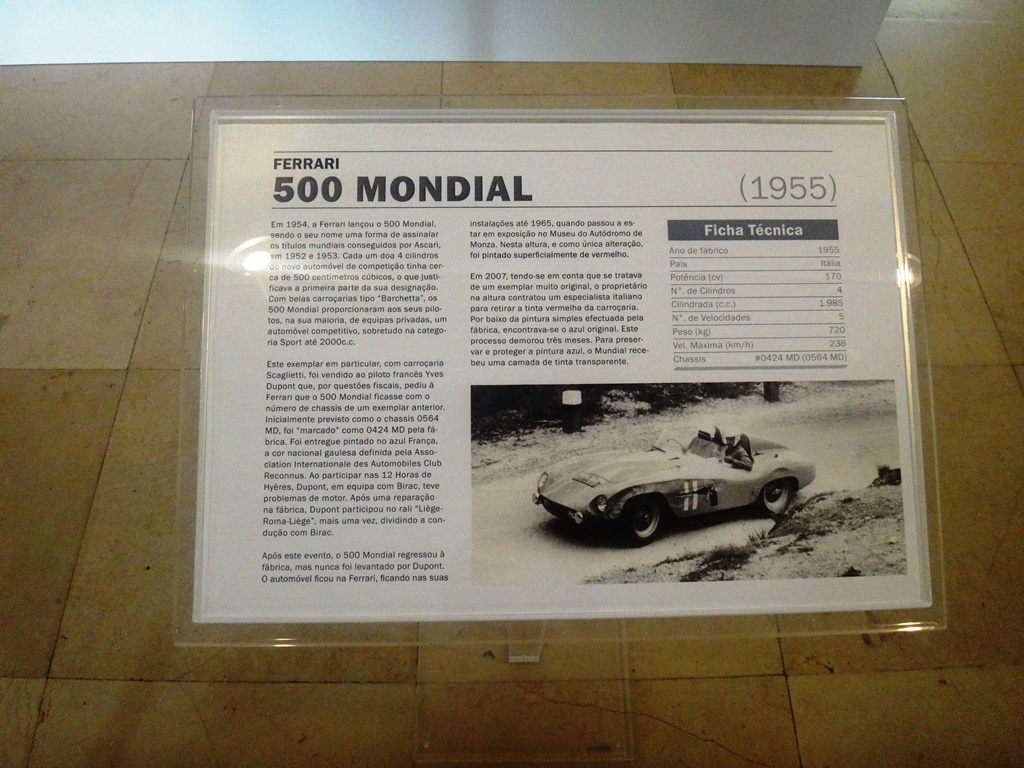 FERRARI
500 MONDIAL
(1955)
Em 1954, a Ferrari lançou o 500 Mondial,
sendo o seu nome uma forma de assinalar
os títulos mundiais conseguidos por Ascari,
em 1952 e 1953. Cada um doa 4 cilindros
do novo automóvel de competição tinha cer-
ca de 500 centímetros cúbicos, o que justi-
ficava a primeira parte da sua designação.
Com belas carroçarias tipo "Barchetta", os
500 Mondial proporcionaram aos seus pilo-
tos, na sua maioria, de equipas privadas, um
automóvel competitivo, sobretudo na catego-
ria Sport até 2000c.c.
Este exemplar em particular, com carroçaria
Scaglietti, foi vendido ao piloto francês Yves
Dupont que, por questões fiscais, pediu à
Ferrari que o 500 Mondial ficasse com o
número de chassis de um exemplar anterior.
Inicialmente previsto como o chassis 0564
MD, foi "marcado" como 0424 MD pela fá-
brica. Foi entregue pintado no azul França,
a cor nacional gaulesa definida pela Asso-
ciation Internationale des Automobiles Club
Reconnus. Ao participar nas 12 Horas de
Hyères, Dupont, em equipa com Birac, teve
problemas de motor. Após uma reparação
na fábrica, Dupont participou no rali "Liège-
Roma-Liège", mais uma vez, dividindo a con-
dução com Birac.
Após este evento, o 500 Mondial regressou à
fábrica, mas nunca foi levantado por Dupont.
O automóvel ficou na Ferrari, ficando nas suas
instalações até 1965, quando passou a es-
tar em exposição no Museu do Autódromo de
Monza. Nesta altura, e como única alteração,
foi pintado superficialmente de vermelho.
Em 2007, tendo-se em conta que se tratava
de um exemplar muito original, o proprietário
na altura contratou um especialista italiano
para retirar a tinta vermelha da carroçaria.
Por baixo da pintura simples efectuada pela
fábrica, encontrava-se o azul original. Este
processo demorou três meses. Para preser-
var e proteger a pintura azul, o Mundial rece-
beu uma camada de tinta transparente.
Ficha Técnica
Ano de fabrico 1955
País Itália
Potência (cv) 170
N°. de Cilindros 4
Cilindrada (c.c.) 1.985
N°. de Velocidades 5
Peso (kg) 720
Vel. Máxima (km/h) 236
Chassis #0424 MD (0564 MD)
11